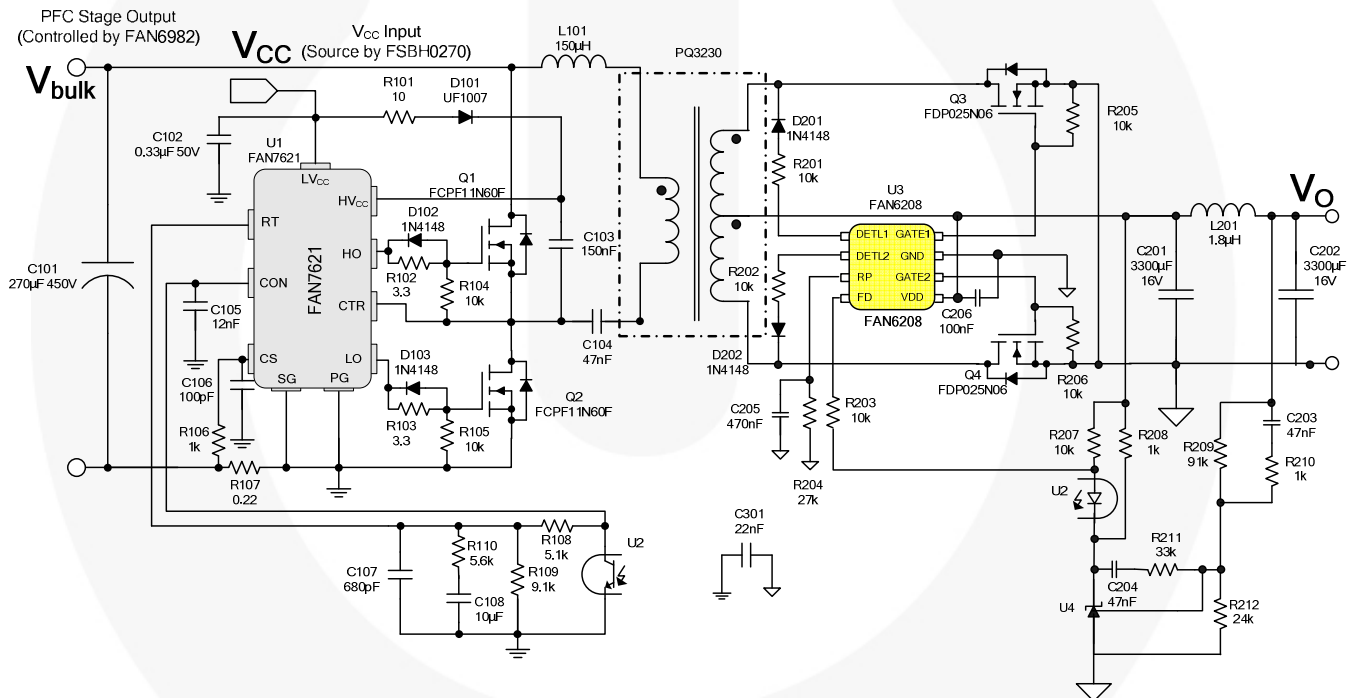 PFC Stage Output
(Controlled by FAN6982)
VCC
VCC Input
(Source by FSBH0270)
L101
150µH
PQ3230
Vbulk
R101
10
D101
UF1007
Q3
FDP025N06
R205
10k
C102
0.33µF 50V
U1
FAN7621
D201
1N4148
R201
10k
LVCC
Q1
FCPF11N60F
HVCC
U3
FAN6208
VO
RT
D102
1N4148
HO
R102
3.3
R104
10k
C103
150nF
DETL1
GATE1
DETL2
GND
RP
GATE2
FD
VDD
FAN6208
L201
1.8µH
C201
3300µF
16V
C202
3300µF
16V
C101
270µF 450V
CON
FAN7621
CTR
R202
10k
C206
100nF
C105
12nF
C104
47nF
CS
LO
D103
1N4148
D202
1N4148
Q4
FDP025N06
R206
10k
C106
100pF
SG
PG
R103
3.3
R105
10k
Q2
FCPF11N60F
R106
1k
R107
0.22
C205
470nF
R203
10k
R204
27k
R207
10k
R208
1k
R209
91k
C203
47nF
R210
1k
U2
C301
22nF
R211
33k
C204
47nF
U4
R212
24k
C107
680pF
R110
5.6k
C108
10µF
R109
9.1k
R108
5.1k
U2